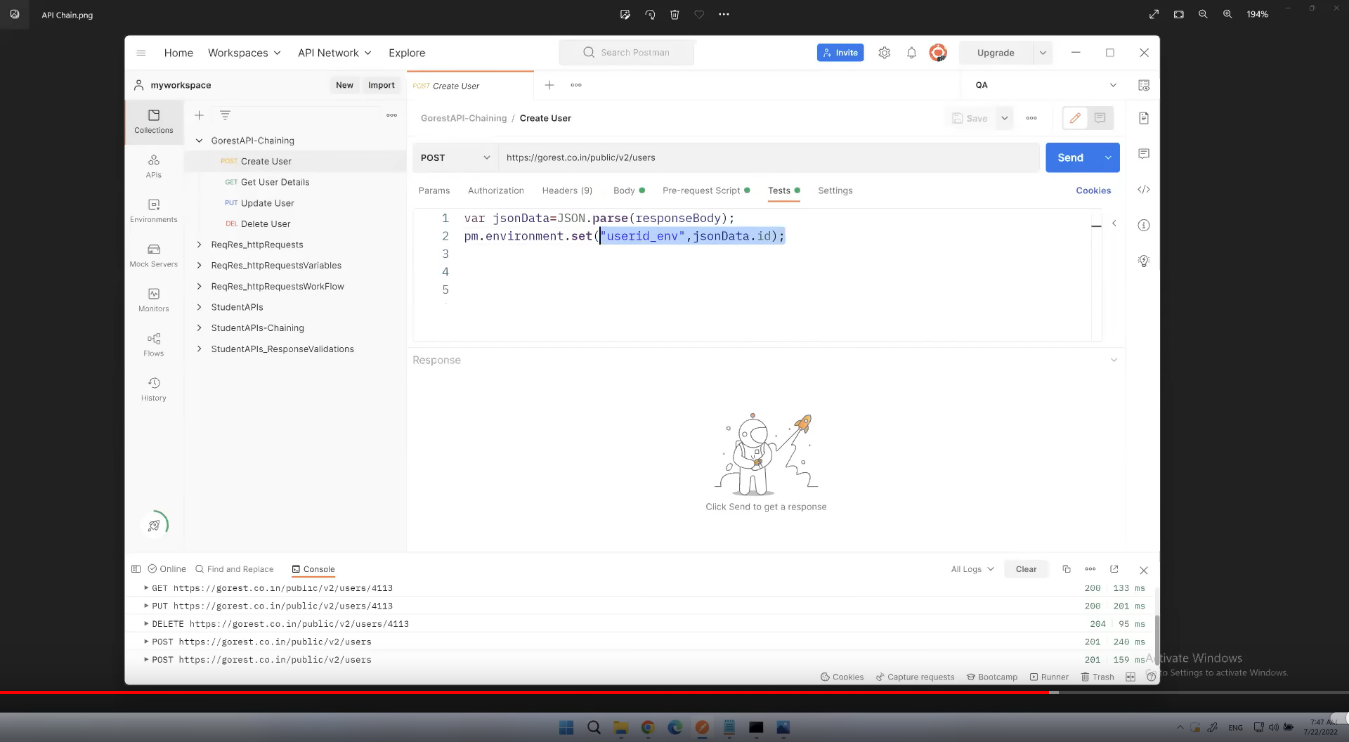 API Chain.png
194%
Home Workspaces API Network Explore
Search Postman
Invite
Upgrade
myworkspace
New Import
POST Create User
QA
Collections
APIs
Environments
Mock Servers
Monitors
Flows
History
GorestAPI-Chaining
POST Create User
GET Get User Details
PUT Update User
DEL Delete User
ReqRes_httpRequests
ReqRes_httpRequestsVariables
ReqRes_httpRequestsWorkFlow
StudentAPIs
StudentAPIs-Chaining
StudentAPIs_ResponseValidations
GorestAPI-Chaining / Create User
Save
POST https://gorest.co.in/public/v2/users
Send
Params Authorization Headers (9) Body Pre-request Script Tests Settings
Cookies
1 var jsonData=JSON.parse(responseBody);
2 pm.environment.set("userid_env",jsonData.id);
3
4
5
Response
Click Send to get a response
Online Find and Replace Console
All Logs Clear
GET https://gorest.co.in/public/v2/users/4113 200 133 ms
PUT https://gorest.co.in/public/v2/users/4113 200 201 ms
DELETE https://gorest.co.in/public/v2/users/4113 204 95 ms
POST https://gorest.co.in/public/v2/users 201 240 ms
POST https://gorest.co.in/public/v2/users 201 159 ms
Activate Windows
to Settings to activate Windows.
Cookies Capture requests Bootcamp Runner Trash
ENG
7:47 AM
7/22/2022